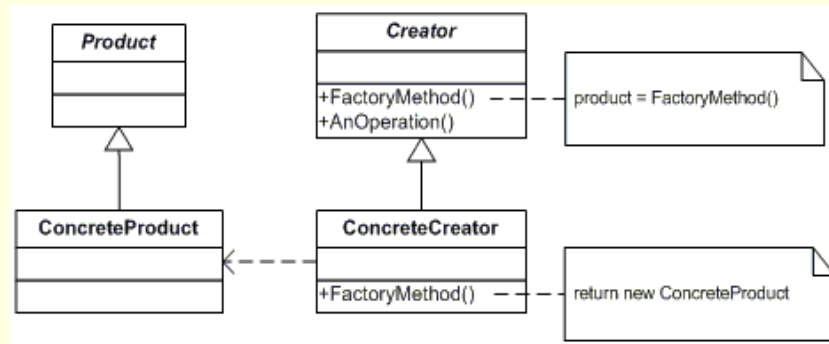 Product
Creator
+FactoryMethod()
+AnOperation()
product = FactoryMethod()
ConcreteProduct
ConcreteCreator
+FactoryMethod()
return new ConcreteProduct